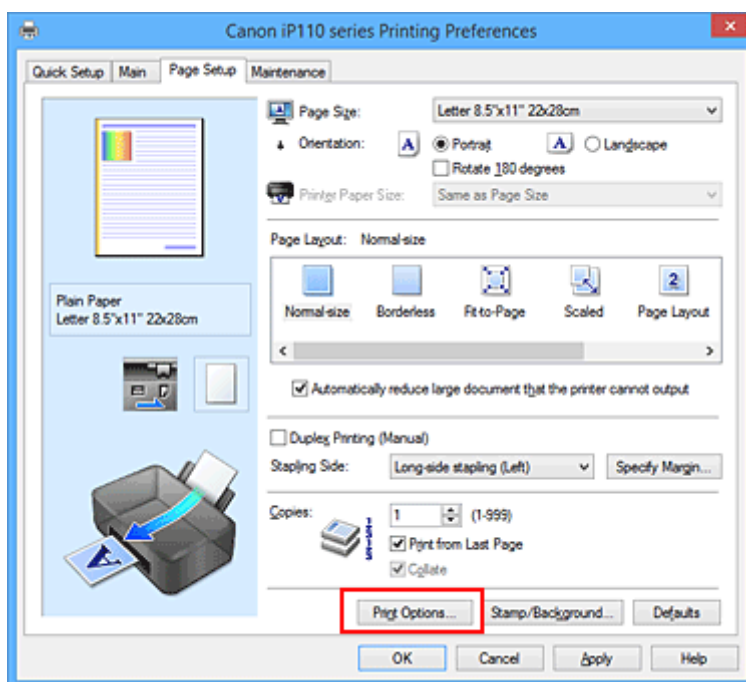 Canon iP110 series Printing Preferences
Quick Setup Main Page Setup Maintenance
Page Size: Letter 8.5"x11" 22x28cm
Orientation: A Portrait A Landscape
Rotate 180 degrees
Printer Paper Size: Same as Page Size
Page Layout: Normal-size
2
Normal-size Borderless Fit-to-Page Scaled Page Layout
Plain Paper
Letter 8.5"x11" 22x28cm
Automatically reduce large document that the printer cannot output
Duplex Printing (Manual)
Stapling Side: Long-side stapling (Left) Specify Margin...
Copies: 1 (1-999)
Print from Last Page
Collate
A
Print Options... Stamp/Background... Defaults
OK Cancel Apply Help